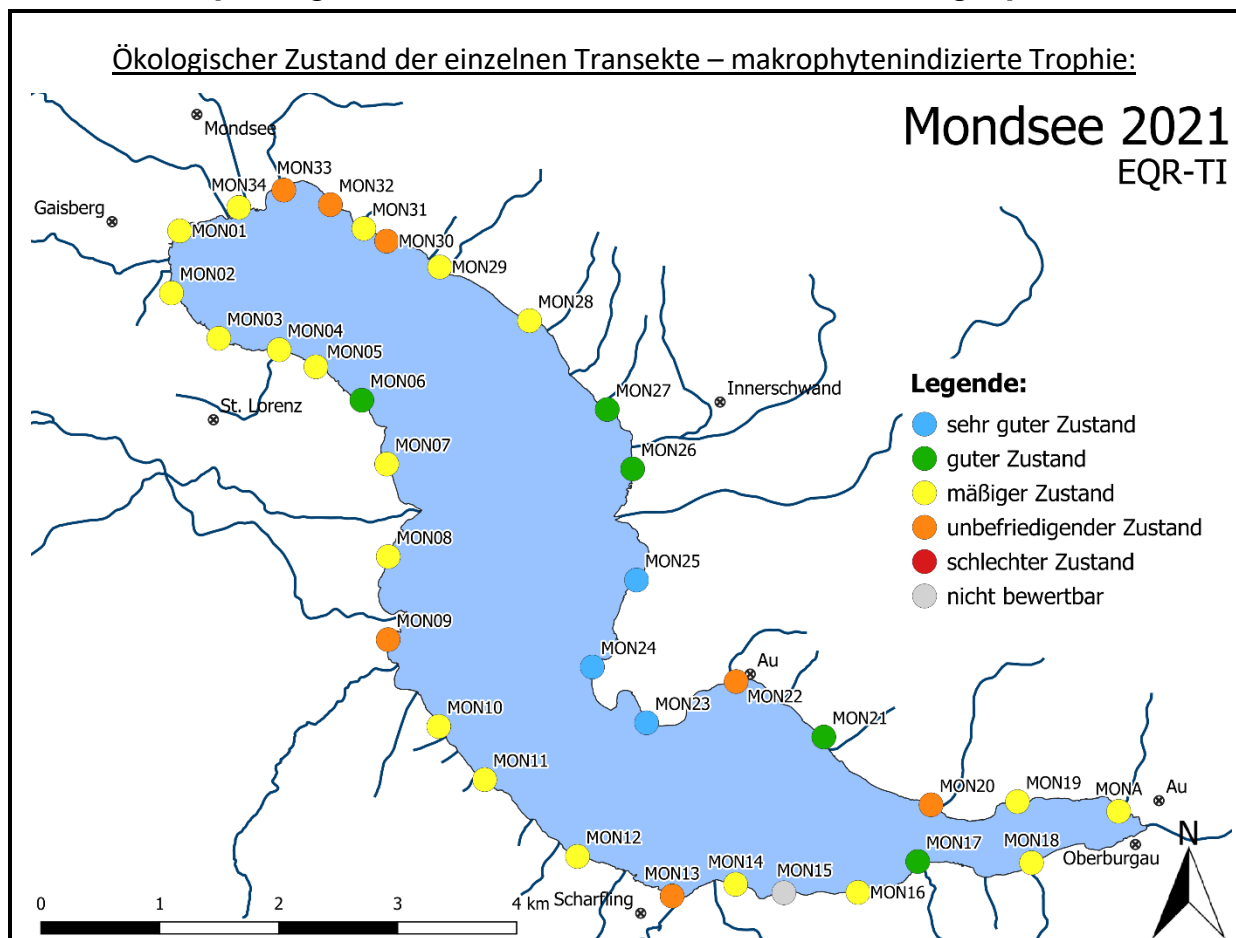 Ökologischer Zustand der einzelnen Transekte – makrophytenindizierte Trophie:
Mondsee 2021
EQR-TI
Mondsee
MON33
MON34
MON32
MON31
Gaisberg
MON01
MON30
MON29
MON02
MON28
MON03
MON04
MON05
MON06
MON27
Innerschwand
St. Lorenz
MON07
MON26
Legende:
sehr guter Zustand
guter Zustand
mäßiger Zustand
unbefriedigender Zustand
schlechter Zustand
nicht bewertbar
MON08
MON25
MON09
MON24
Au
MON22
MON10
MON23
MON21
MON11
MON20
MON19
MONA
Au
MON12
MON13
MON14
MON15
MON16
MON17
MON18
Oberburgau
Scharfling
N
0
1
2
3
4 km